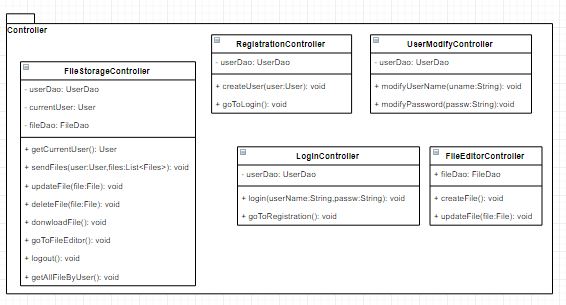 Controller
FileStorageController
- userDao: UserDao
- currentUser: User
- fileDao: FileDao
+ getCurrentUser(): User
+ sendFiles(user:User,files:List<Files>): void
+ updateFile(file:File): void
+ deleteFile(file:File): void
+ donwloadFile(): void
+ goToFileEditor(): void
+ logout(): void
+ getAllFileByUser(): void
RegistrationController
- userDao: UserDao
+ createUser(user:User): void
+ goToLogin(): void
UserModifyController
- userDao: UserDao
+ modifyUserName(uname:String): void
+ modifyPassword(passw:String):void
LoginController
- userDao: UserDao
+ login(userName:String,passw:String): void
+ goToRegistration(): void
FileEditorController
+ fileDao: FileDao
+ createFile(): void
+ updateFile(file:File): void